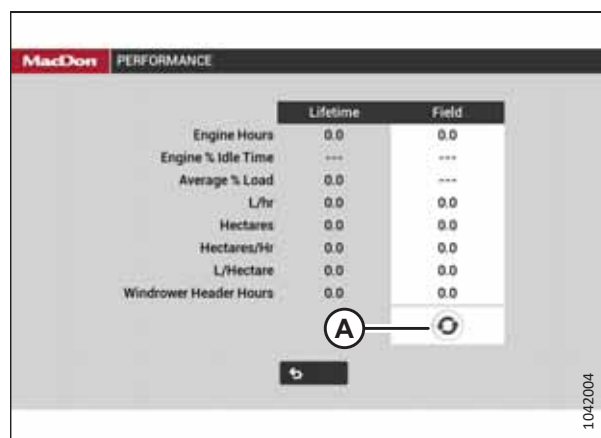 MacDon PERFORMANCE
Lifetime Field
Engine Hours 0.0 0.0
Engine % Idle Time --- ---
Average % Load 0.0 ---
L/hr 0.0 0.0
Hectares 0.0 0.0
Hectares/Hr 0.0 0.0
L/Hectare 0.0 0.0
Windrower Header Hours 0.0 0.0
A
1042004